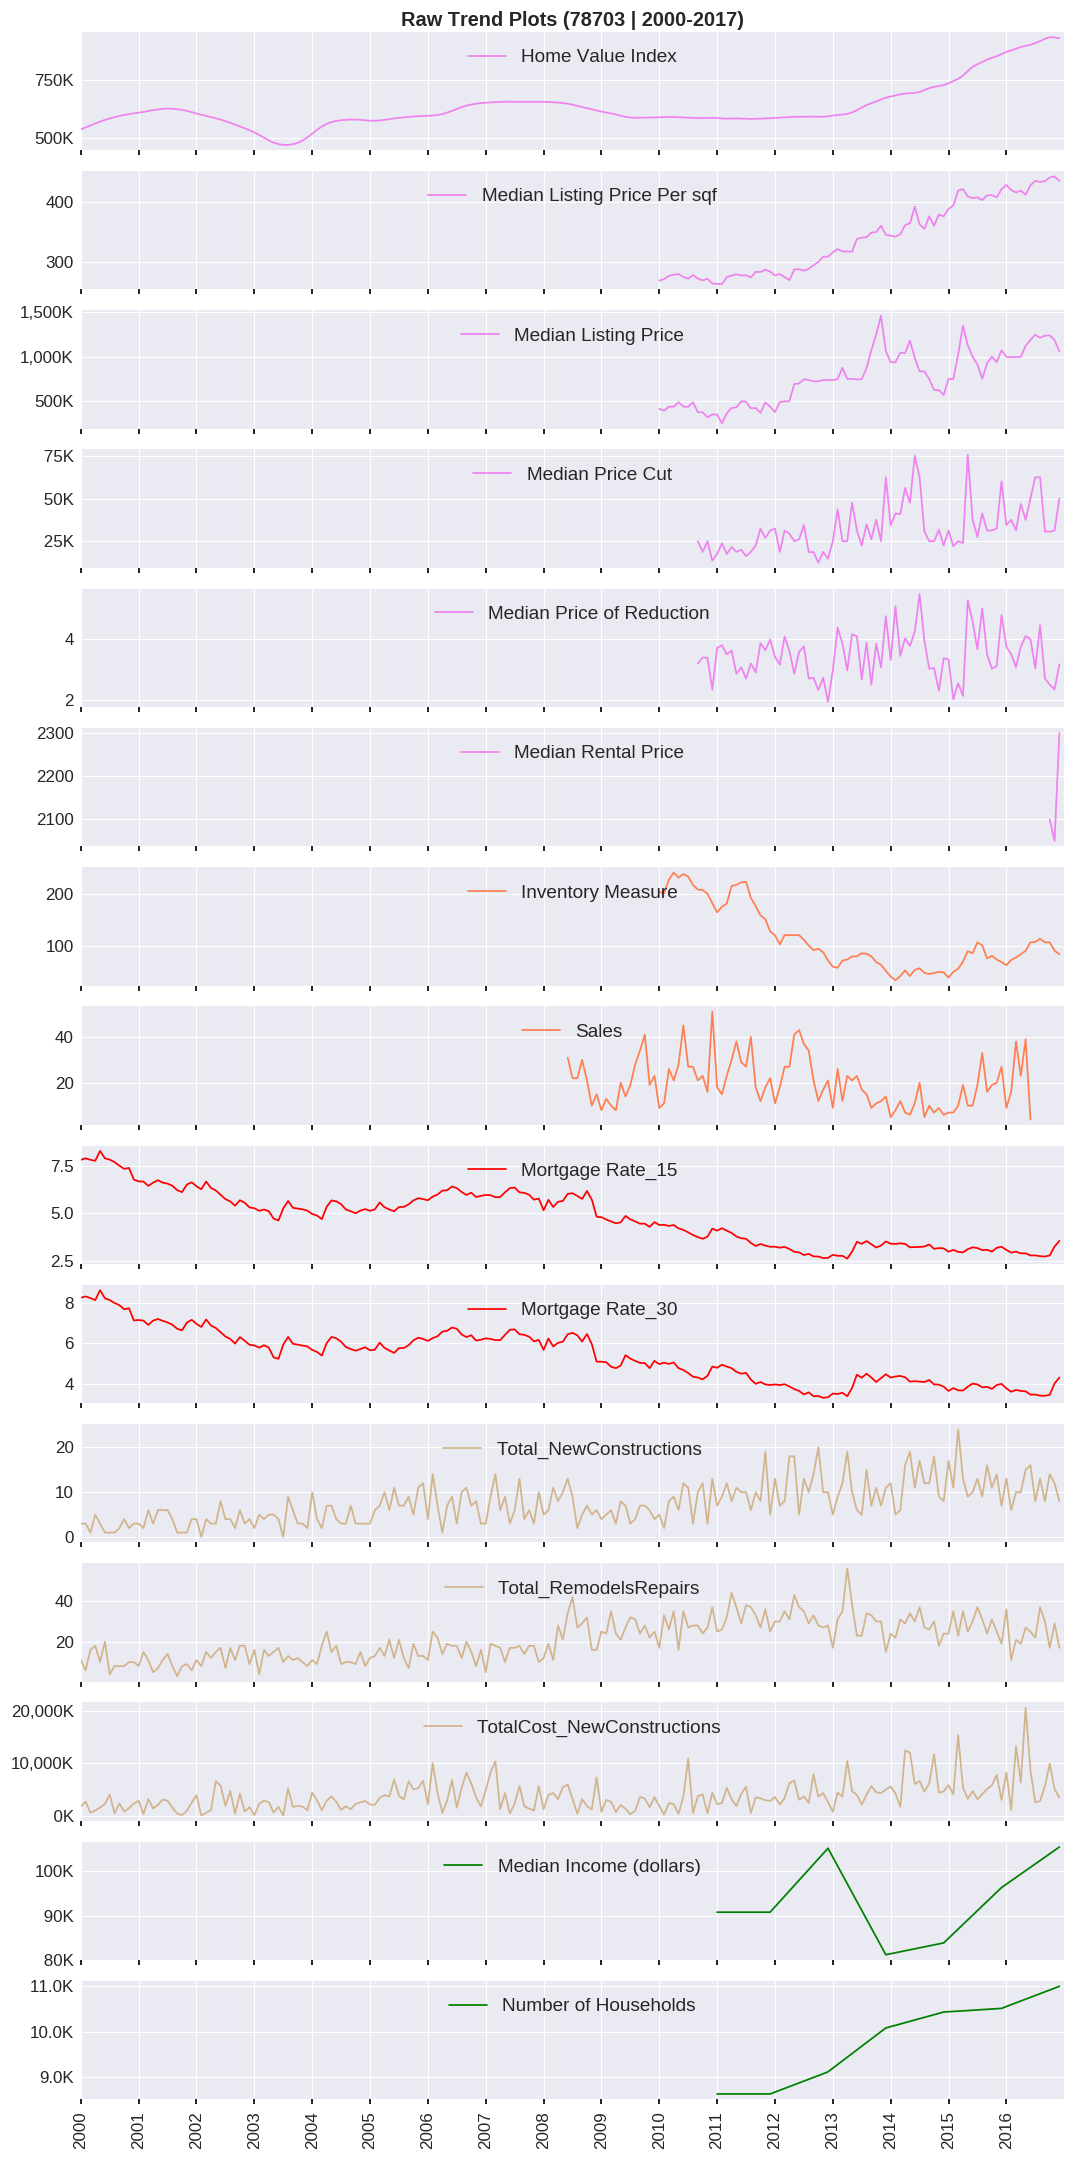 Raw Trend Plots (78703 | 2000-2017)
Home Value Index
750K
500K
Median Listing Price Per sqf
400
300
Median Listing Price
1,500K
1,000K
500K
Median Price Cut
75K
50K
25K
Median Price of Reduction
4
2
Median Rental Price
2300
2200
2100
Inventory Measure
200
100
Sales
40
20
Mortgage Rate_15
7.5
5.0
2.5
Mortgage Rate_30
8
6
4
Total_NewConstructions
20
10
0
Total_RemodelsRepairs
40
20
TotalCost_NewConstructions
20,000K
10,000K
0K
Median Income (dollars)
100K
90K
80K
Number of Households
11.0K
10.0K
9.0K
2000
2001
2002
2003
2004
2005
2006
2007
2008
2009
2010
2011
2012
2013
2014
2015
2016